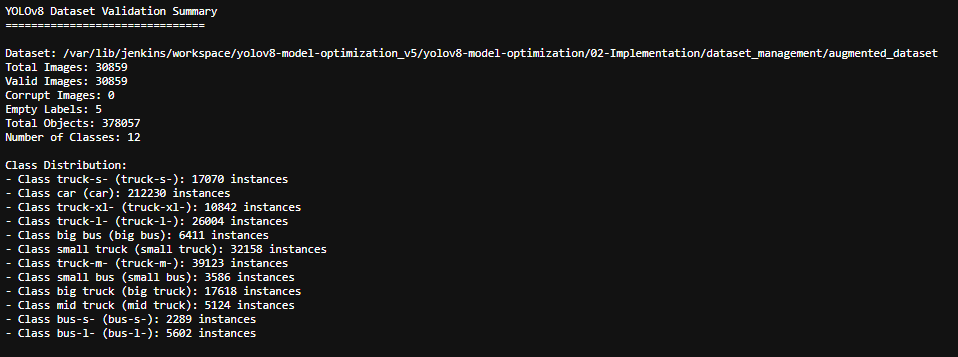 YOLOv8 Dataset Validation Summary
==============================
Dataset: /var/lib/jenkins/workspace/yolov8-model-optimization_v5/yolov8-model-optimization/02-Implementation/dataset_management/augmented_dataset
Total Images: 30859
Valid Images: 30859
Corrupt Images: 0
Empty Labels: 5
Total Objects: 378057
Number of Classes: 12
Class Distribution:
- Class truck-s- (truck-s-): 17070 instances
- Class car (car): 212230 instances
- Class truck-xl- (truck-xl-): 10842 instances
- Class truck-l- (truck-l-): 26004 instances
- Class big bus (big bus): 6411 instances
- Class small truck (small truck): 32158 instances
- Class truck-m- (truck-m-): 39123 instances
- Class small bus (small bus): 3586 instances
- Class big truck (big truck): 17618 instances
- Class mid truck (mid truck): 5124 instances
- Class bus-s- (bus-s-): 2289 instances
- Class bus-l- (bus-l-): 5602 instances